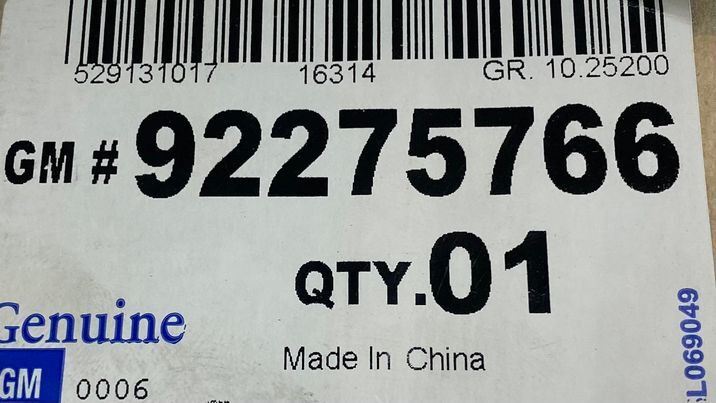 529131017 16314 GR. 10.25200
GM # 92275766
QTY.01
Genuine
Made In China
GM 0006
L069049